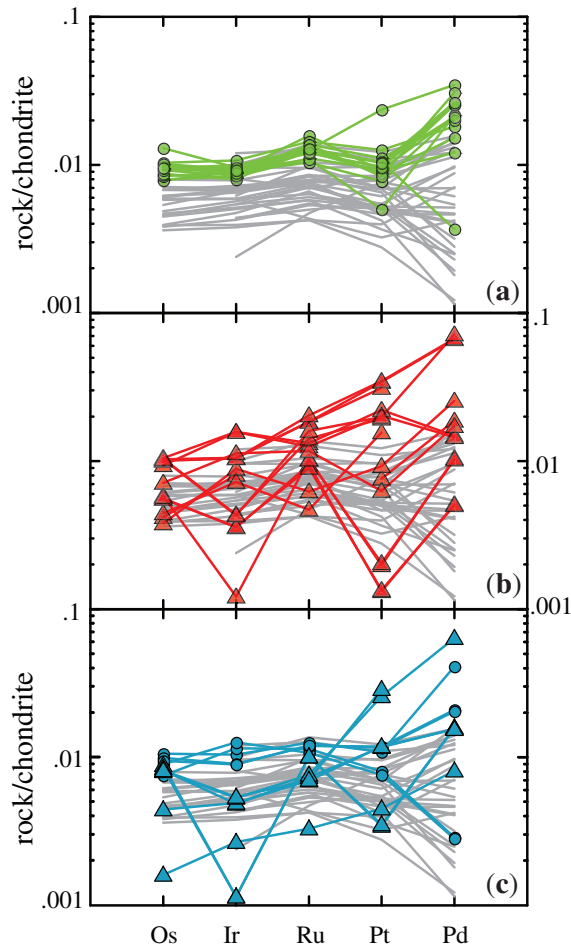 .1
rock/chondrite
.01
.001
(a)
.1
.01
(b)
.001
.1
rock/chondrite
.01
.001
(c)
Os Ir Ru Pt Pd